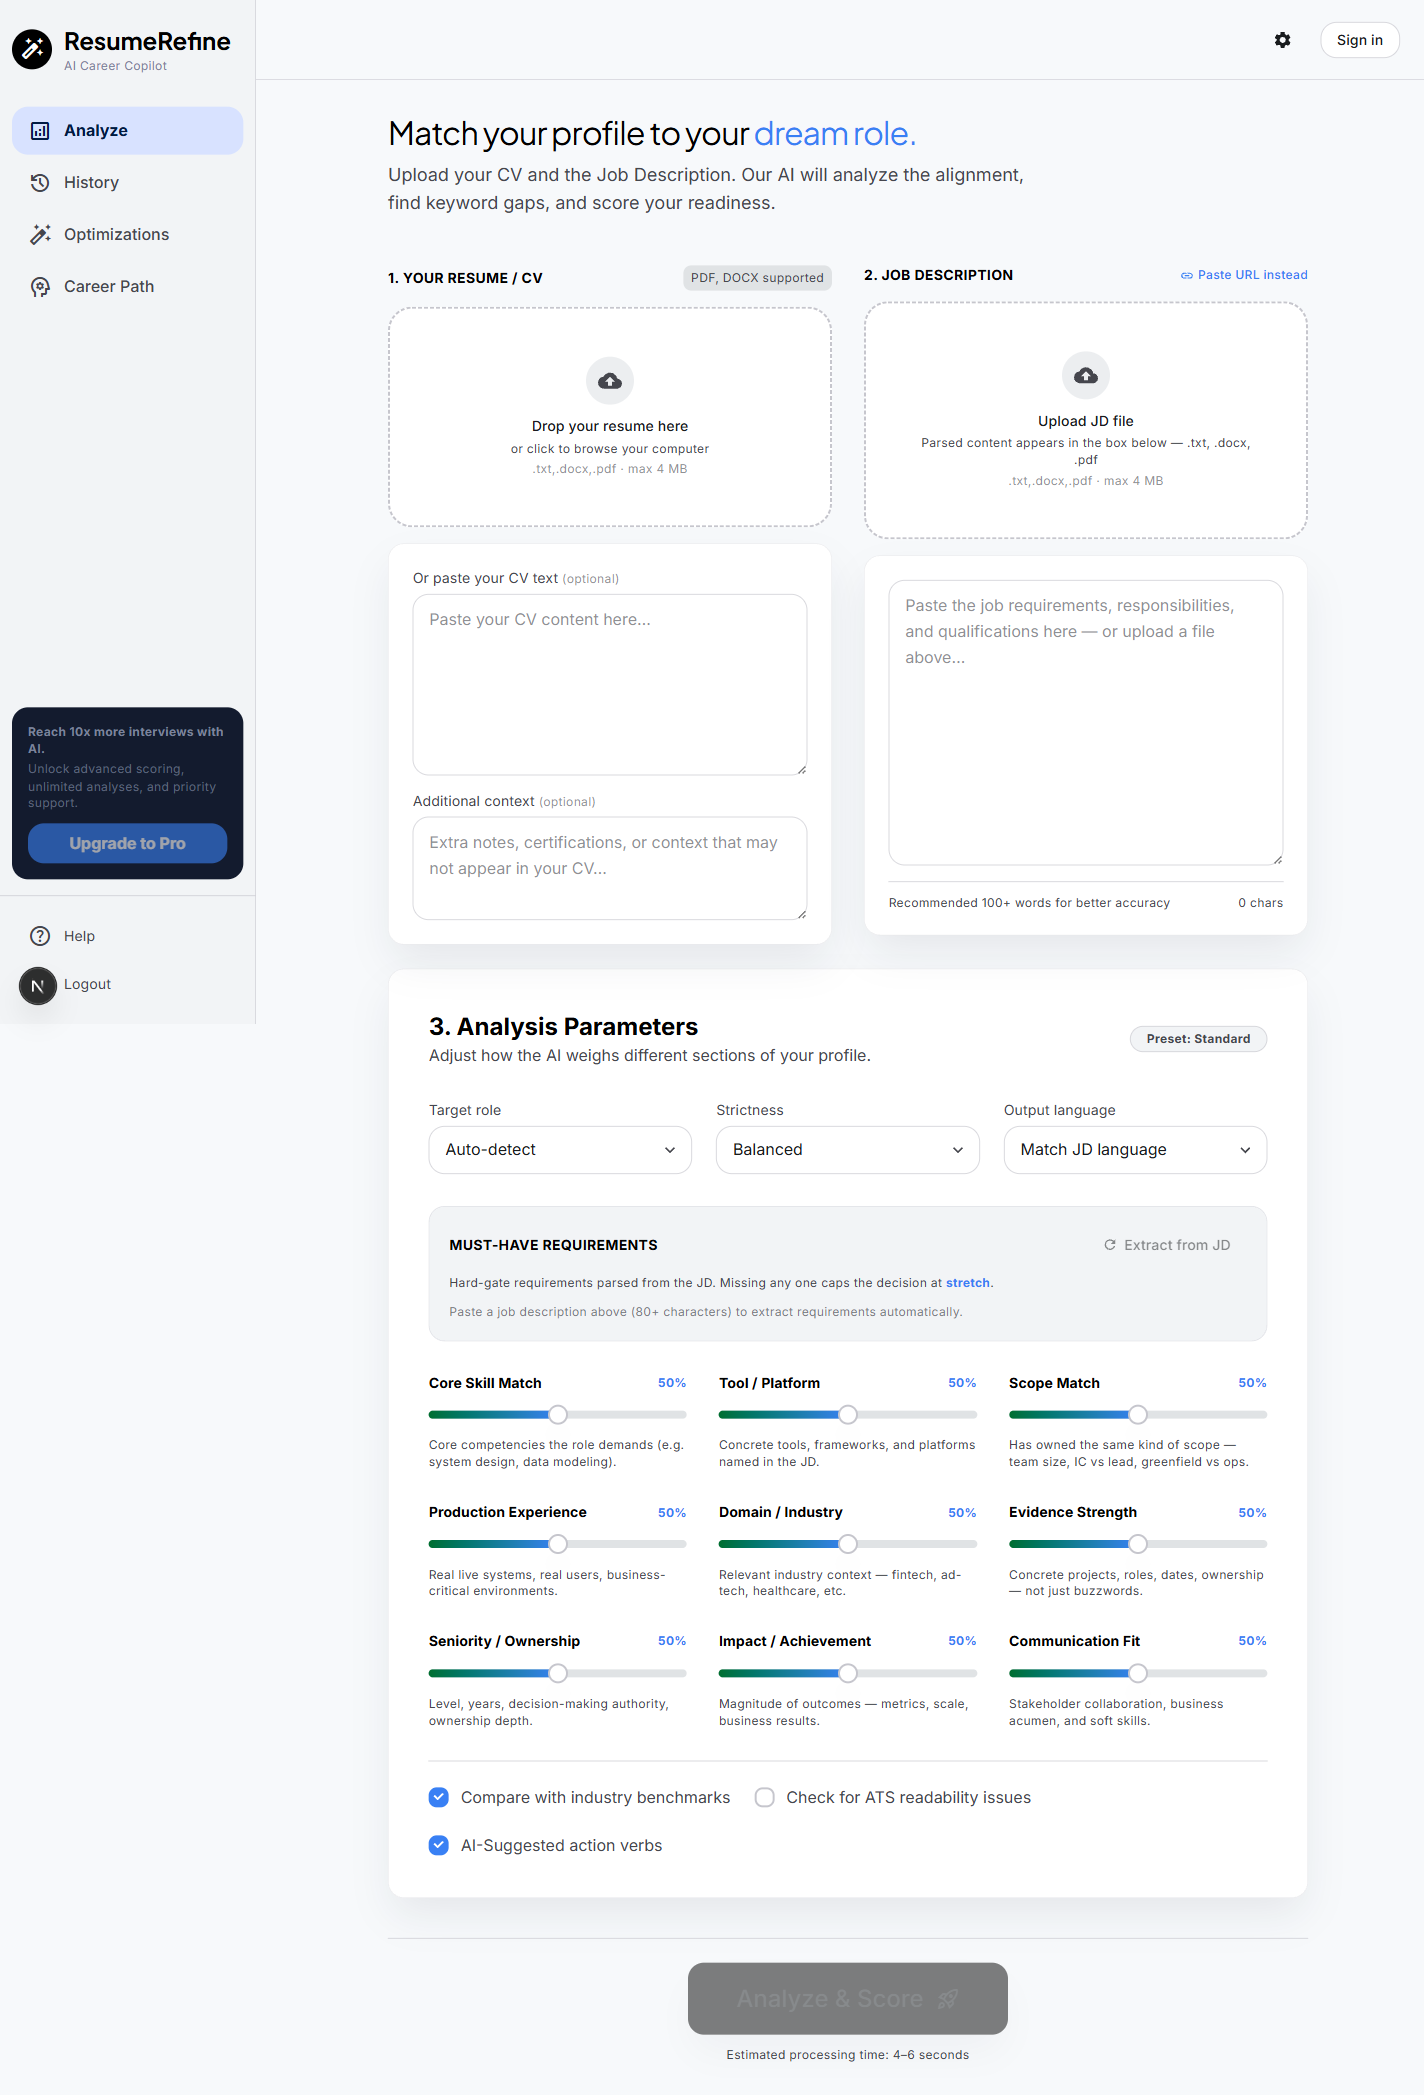 ResumeRefine
AI Career Copilot
Analyze
History
Optimizations
Career Path
Reach 10x more interviews with
AI.
Unlock advanced scoring,
unlimited analyses, and priority
support.
Upgrade to Pro
Help
N
Logout
Sign in
Match your profile to your dream role.
Upload your CV and the Job Description. Our AI will analyze the alignment,
find keyword gaps, and score your readiness.
1. YOUR RESUME / CV
PDF, DOCX supported
Drop your resume here
or click to browse your computer
.txt,.docx,.pdf · max 4 MB
Or paste your CV text (optional)
Paste your CV content here...
Additional context (optional)
Extra notes, certifications, or context that may
not appear in your CV...
2. JOB DESCRIPTION
Paste URL instead
Upload JD file
Parsed content appears in the box below — .txt, .docx,
.pdf
.txt,.docx,.pdf · max 4 MB
Paste the job requirements, responsibilities,
and qualifications here — or upload a file
above...
Recommended 100+ words for better accuracy
0 chars
3. Analysis Parameters
Adjust how the AI weighs different sections of your profile.
Preset: Standard
Target role
Auto-detect
Strictness
Balanced
Output language
Match JD language
MUST-HAVE REQUIREMENTS
Extract from JD
Hard-gate requirements parsed from the JD. Missing any one caps the decision at stretch.
Paste a job description above (80+ characters) to extract requirements automatically.
Core Skill Match 50%
Core competencies the role demands (e.g.
system design, data modeling).
Tool / Platform 50%
Concrete tools, frameworks, and platforms
named in the JD.
Scope Match 50%
Has owned the same kind of scope —
team size, IC vs lead, greenfield vs ops.
Production Experience 50%
Real live systems, real users, business-
critical environments.
Domain / Industry 50%
Relevant industry context — fintech, ad-
tech, healthcare, etc.
Evidence Strength 50%
Concrete projects, roles, dates, ownership
— not just buzzwords.
Seniority / Ownership 50%
Level, years, decision-making authority,
ownership depth.
Impact / Achievement 50%
Magnitude of outcomes — metrics, scale,
business results.
Communication Fit 50%
Stakeholder collaboration, business
acumen, and soft skills.
Compare with industry benchmarks
Check for ATS readability issues
AI-Suggested action verbs
Analyze & Score
Estimated processing time: 4–6 seconds